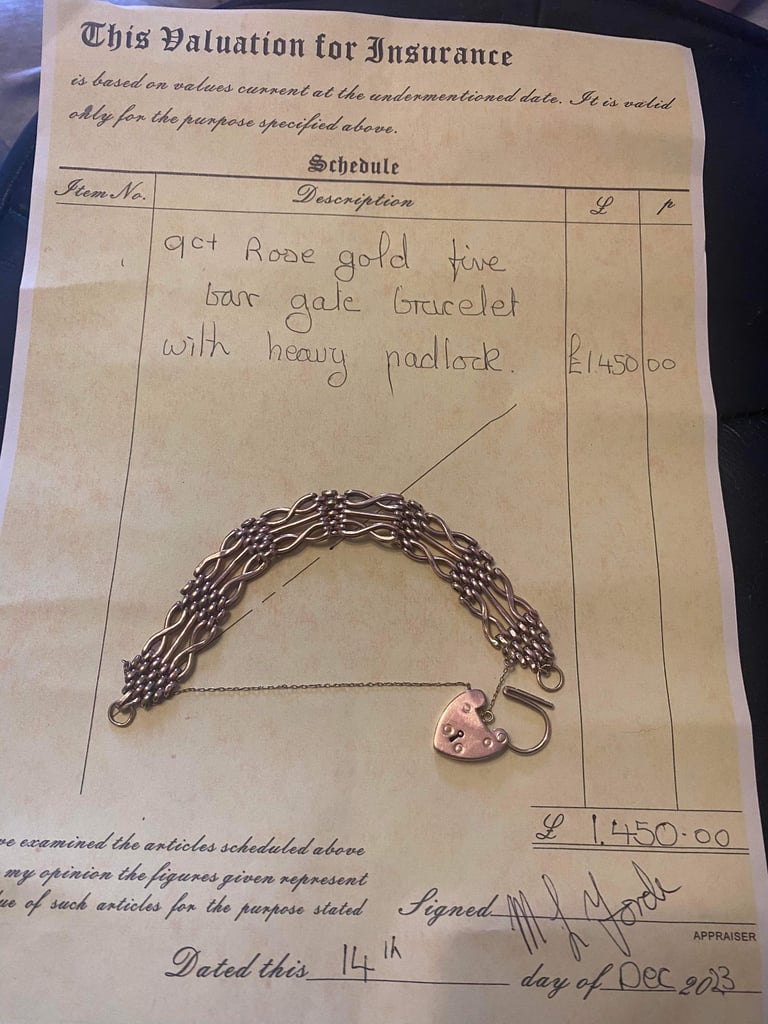 This Valuation for Insurance
is based on values current at the undermentioned date. It is valid
only for the purpose specified above.
Schedule
Item No. Description £ p
9ct Rose gold five
bar gate bracelet
with heavy padlock. £1450 00
£ 1,450.00
ve examined the articles scheduled above
my opinion the figures given represent
ue of such articles for the purpose stated
Signed M L
APPRAISER
Dated this 14th day of Dec 2023